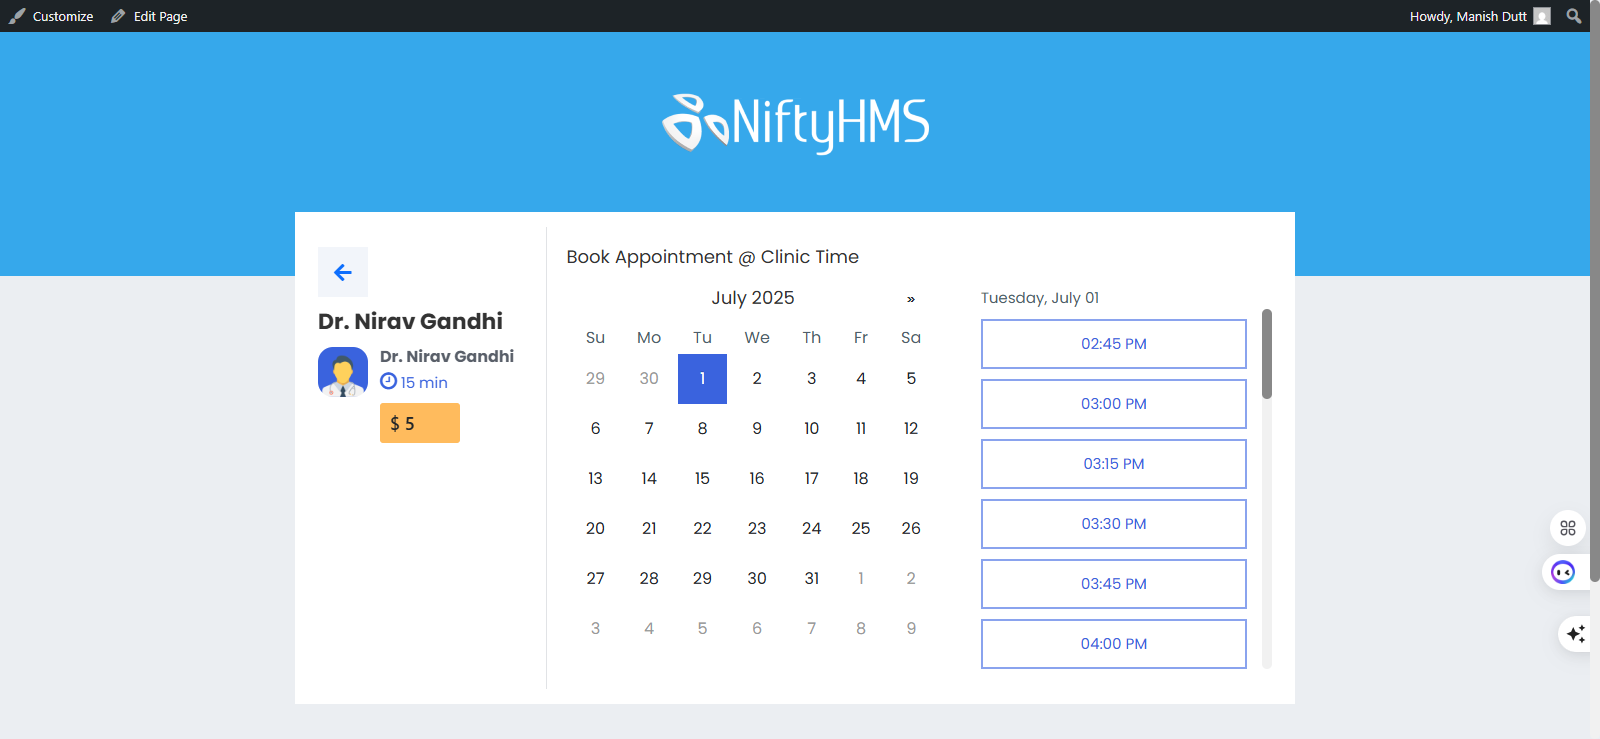 Customize Edit Page Howdy, Manish Dutt
NiftyHMS
Dr. Nirav Gandhi
Dr. Nirav Gandhi
15 min
$ 5
Book Appointment @ Clinic Time
July 2025 »
Su Mo Tu We Th Fr Sa
29 30 1 2 3 4 5
6 7 8 9 10 11 12
13 14 15 16 17 18 19
20 21 22 23 24 25 26
27 28 29 30 31 1 2
3 4 5 6 7 8 9
Tuesday, July 01
02:45 PM
03:00 PM
03:15 PM
03:30 PM
03:45 PM
04:00 PM